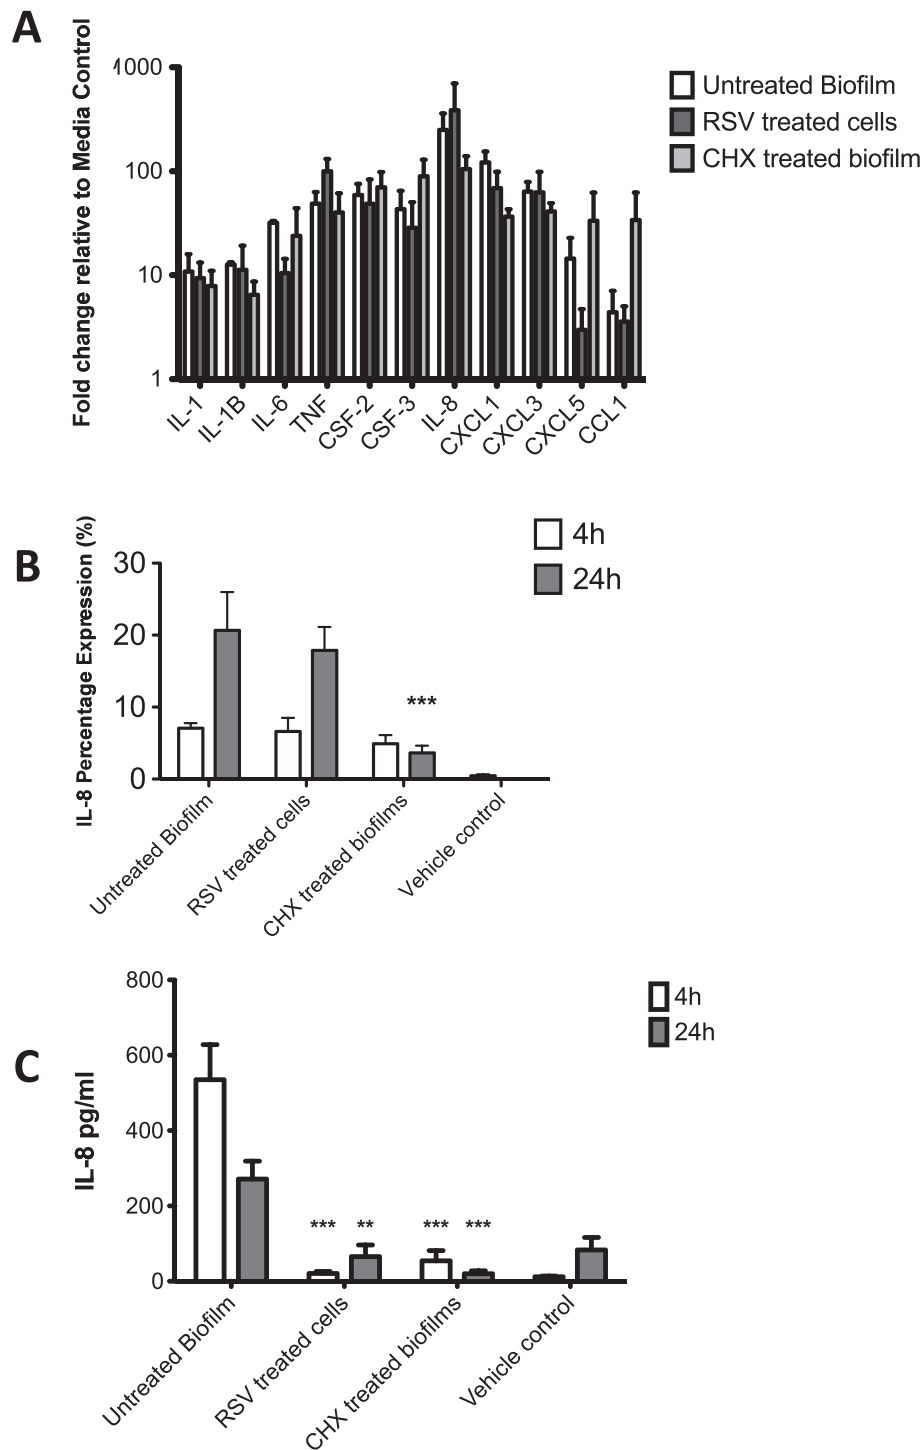 A
Fold change relative to Media Control
1000
100
10
1
IL-1
IL-1B
IL-6
TNF
CSF-2
CSF-3
IL-8
CXCL1
CXCL3
CXCL5
CCL1
Untreated Biofilm
RSV treated cells
CHX treated biofilm
B
IL-8 Percentage Expression (%)
30
20
10
0
***
Untreated Biofilm
RSV treated cells
CHX treated biofilms
Vehicle control
4h
24h
C
IL-8 pg/ml
800
600
400
200
0
*** ** *** ***
Untreated Biofilm
RSV treated cells
CHX treated biofilms
Vehicle control
4h
24h